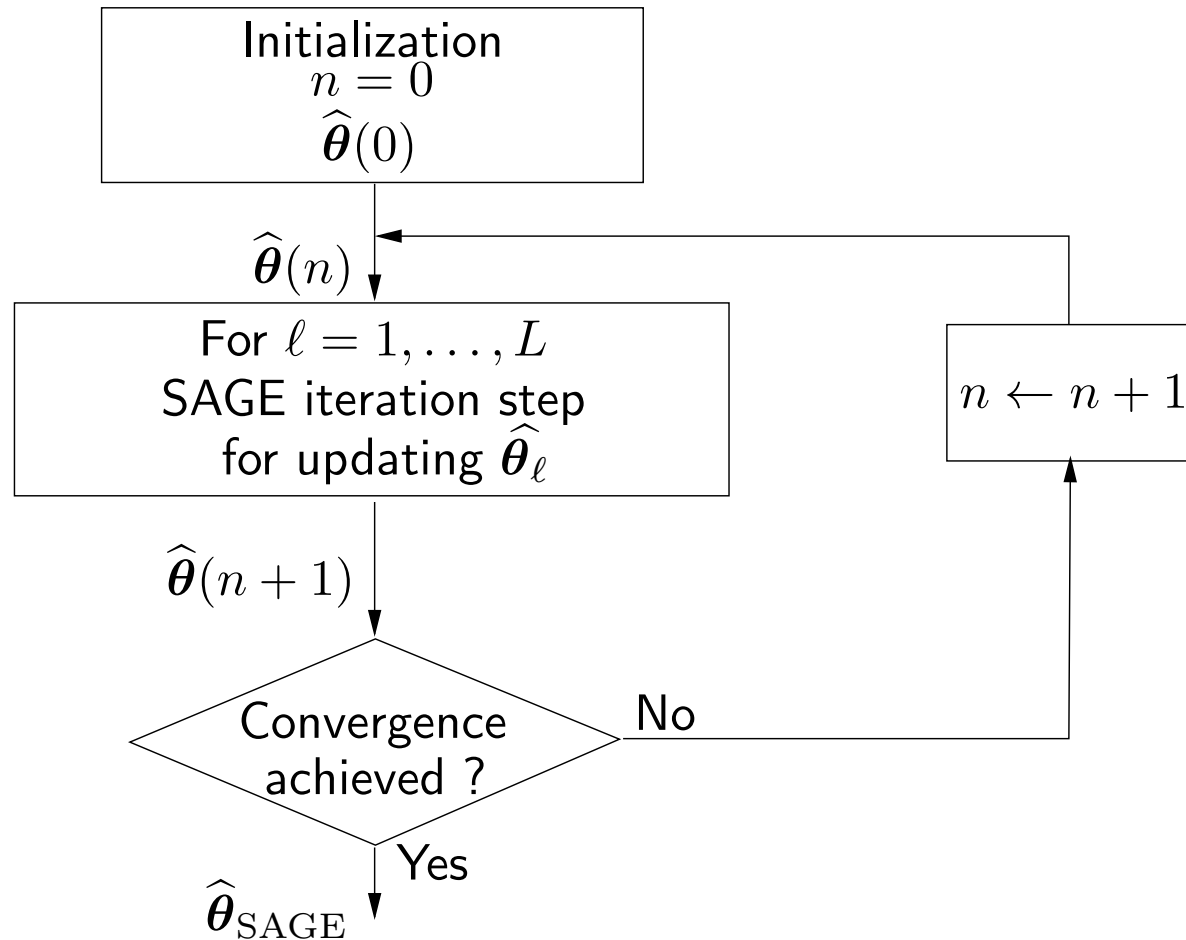 Initialization
n = 0
θ̂(0)
θ̂(n)
For ℓ = 1, . . . , L
SAGE iteration step
for updating θ̂_ℓ
n ← n + 1
θ̂(n + 1)
Convergence
achieved ?
No
Yes
θ̂_SAGE